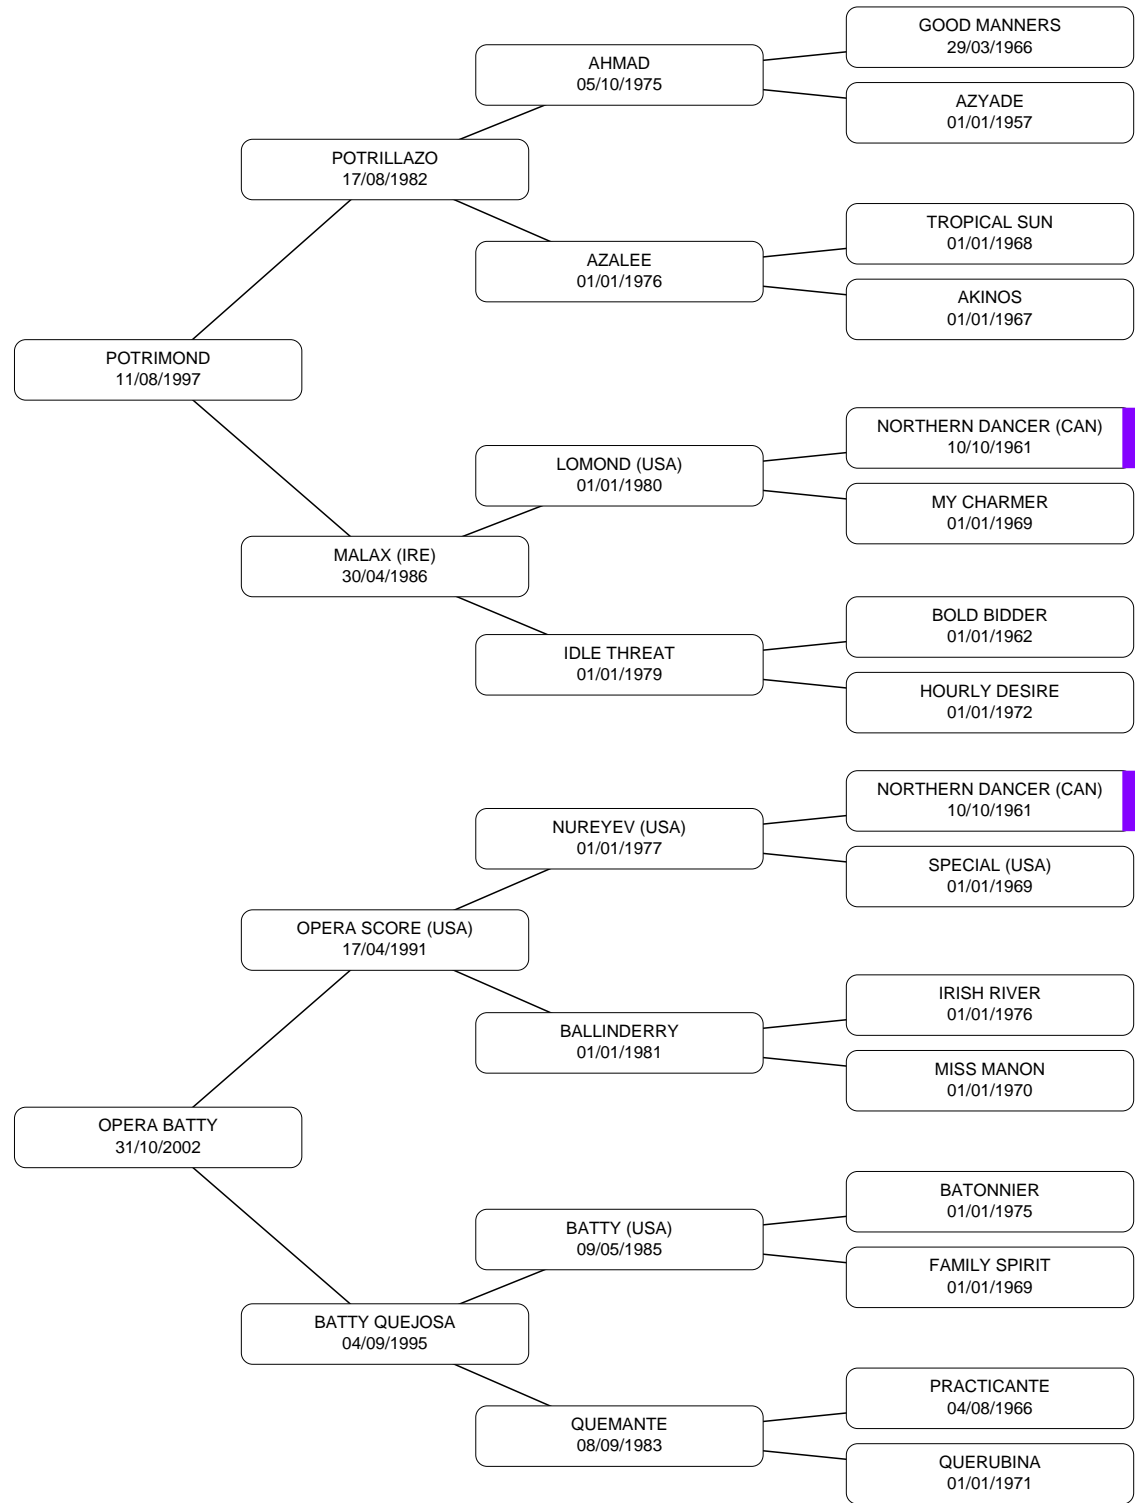 GOOD MANNERS
29/03/1966
AHMAD
05/10/1975
AZYADE
01/01/1957
POTRILLAZO
17/08/1982
TROPICAL SUN
01/01/1968
AZALEE
01/01/1976
AKINOS
01/01/1967
POTRIMOND
11/08/1997
NORTHERN DANCER (CAN)
10/10/1961
LOMOND (USA)
01/01/1980
MY CHARMER
01/01/1969
MALAX (IRE)
30/04/1986
BOLD BIDDER
01/01/1962
IDLE THREAT
01/01/1979
HOURLY DESIRE
01/01/1972
NORTHERN DANCER (CAN)
10/10/1961
NUREYEV (USA)
01/01/1977
SPECIAL (USA)
01/01/1969
OPERA SCORE (USA)
17/04/1991
IRISH RIVER
01/01/1976
BALLINDERRY
01/01/1981
MISS MANON
01/01/1970
OPERA BATTY
31/10/2002
BATONNIER
01/01/1975
BATTY (USA)
09/05/1985
FAMILY SPIRIT
01/01/1969
BATTY QUEJOSA
04/09/1995
PRACTICANTE
04/08/1966
QUEMANTE
08/09/1983
QUERUBINA
01/01/1971